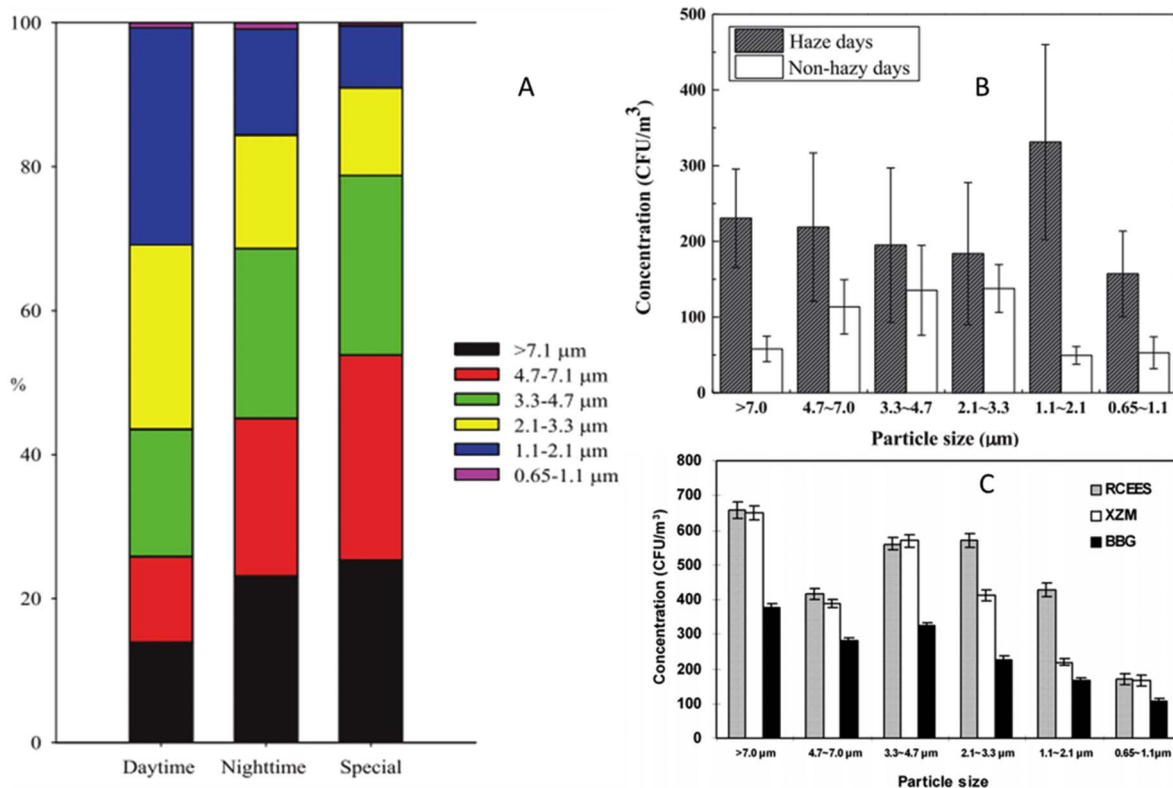 100
80
60
%
40
20
0
Daytime Nighttime Special
A
>7.1 μm
4.7-7.1 μm
3.3-4.7 μm
2.1-3.3 μm
1.1-2.1 μm
0.65-1.1 μm
500
400
300
200
100
0
Concentration (CFU/m³)
Haze days
Non-hazy days
B
>7.0 4.7~7.0 3.3~4.7 2.1~3.3 1.1~2.1 0.65~1.1
Particle size (μm)
800
700
600
500
400
300
200
100
0
Concentration (CFU/m³)
C
RCEES
XZM
BBG
>7.0 μm 4.7~7.0 μm 3.3~4.7 μm 2.1~3.3 μm 1.1~2.1 μm 0.65~1.1μm
Particle size